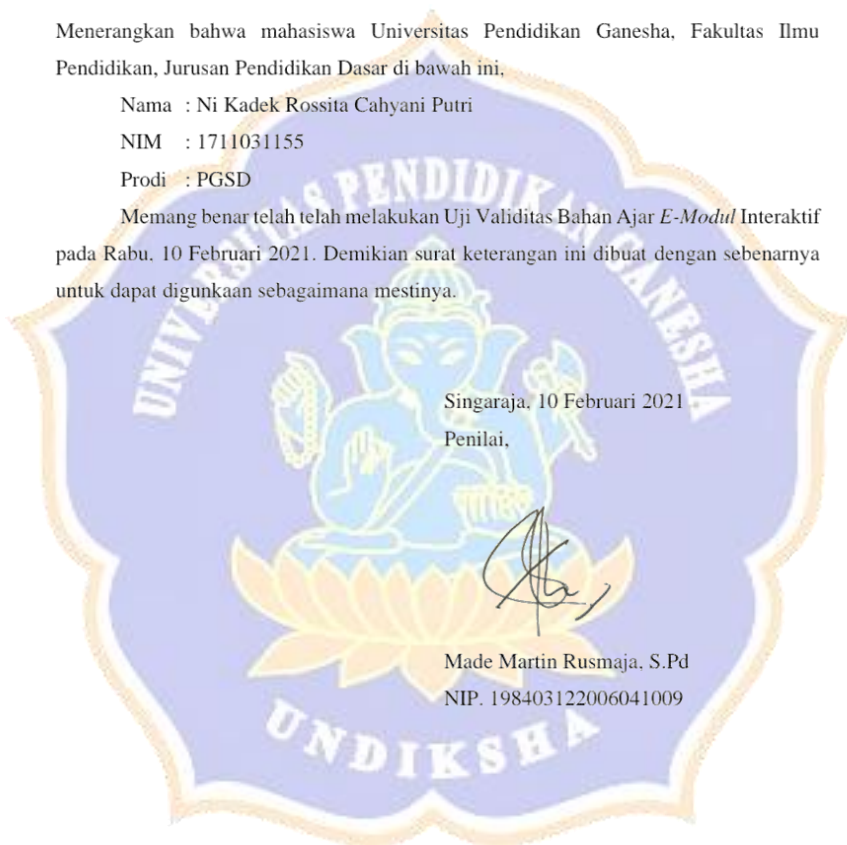 Menerangkan bahwa mahasiswa Universitas Pendidikan Ganesha, Fakultas Ilmu
Pendidikan, Jurusan Pendidikan Dasar di bawah ini,
Nama : Ni Kadek Rossita Cahyani Putri
NIM : 1711031155
Prodi : PGSD
Memang benar telah telah melakukan Uji Validitas Bahan Ajar E-Modul Interaktif
pada Rabu, 10 Februari 2021. Demikian surat keterangan ini dibuat dengan sebenarnya
untuk dapat digunkaan sebagaimana mestinya.
Singaraja, 10 Februari 2021
Penilai,
Made Martin Rusmaja, S.Pd
NIP. 198403122006041009
UNIVERSITAS PENDIDIKAN GANESHA
UNDIKSHA